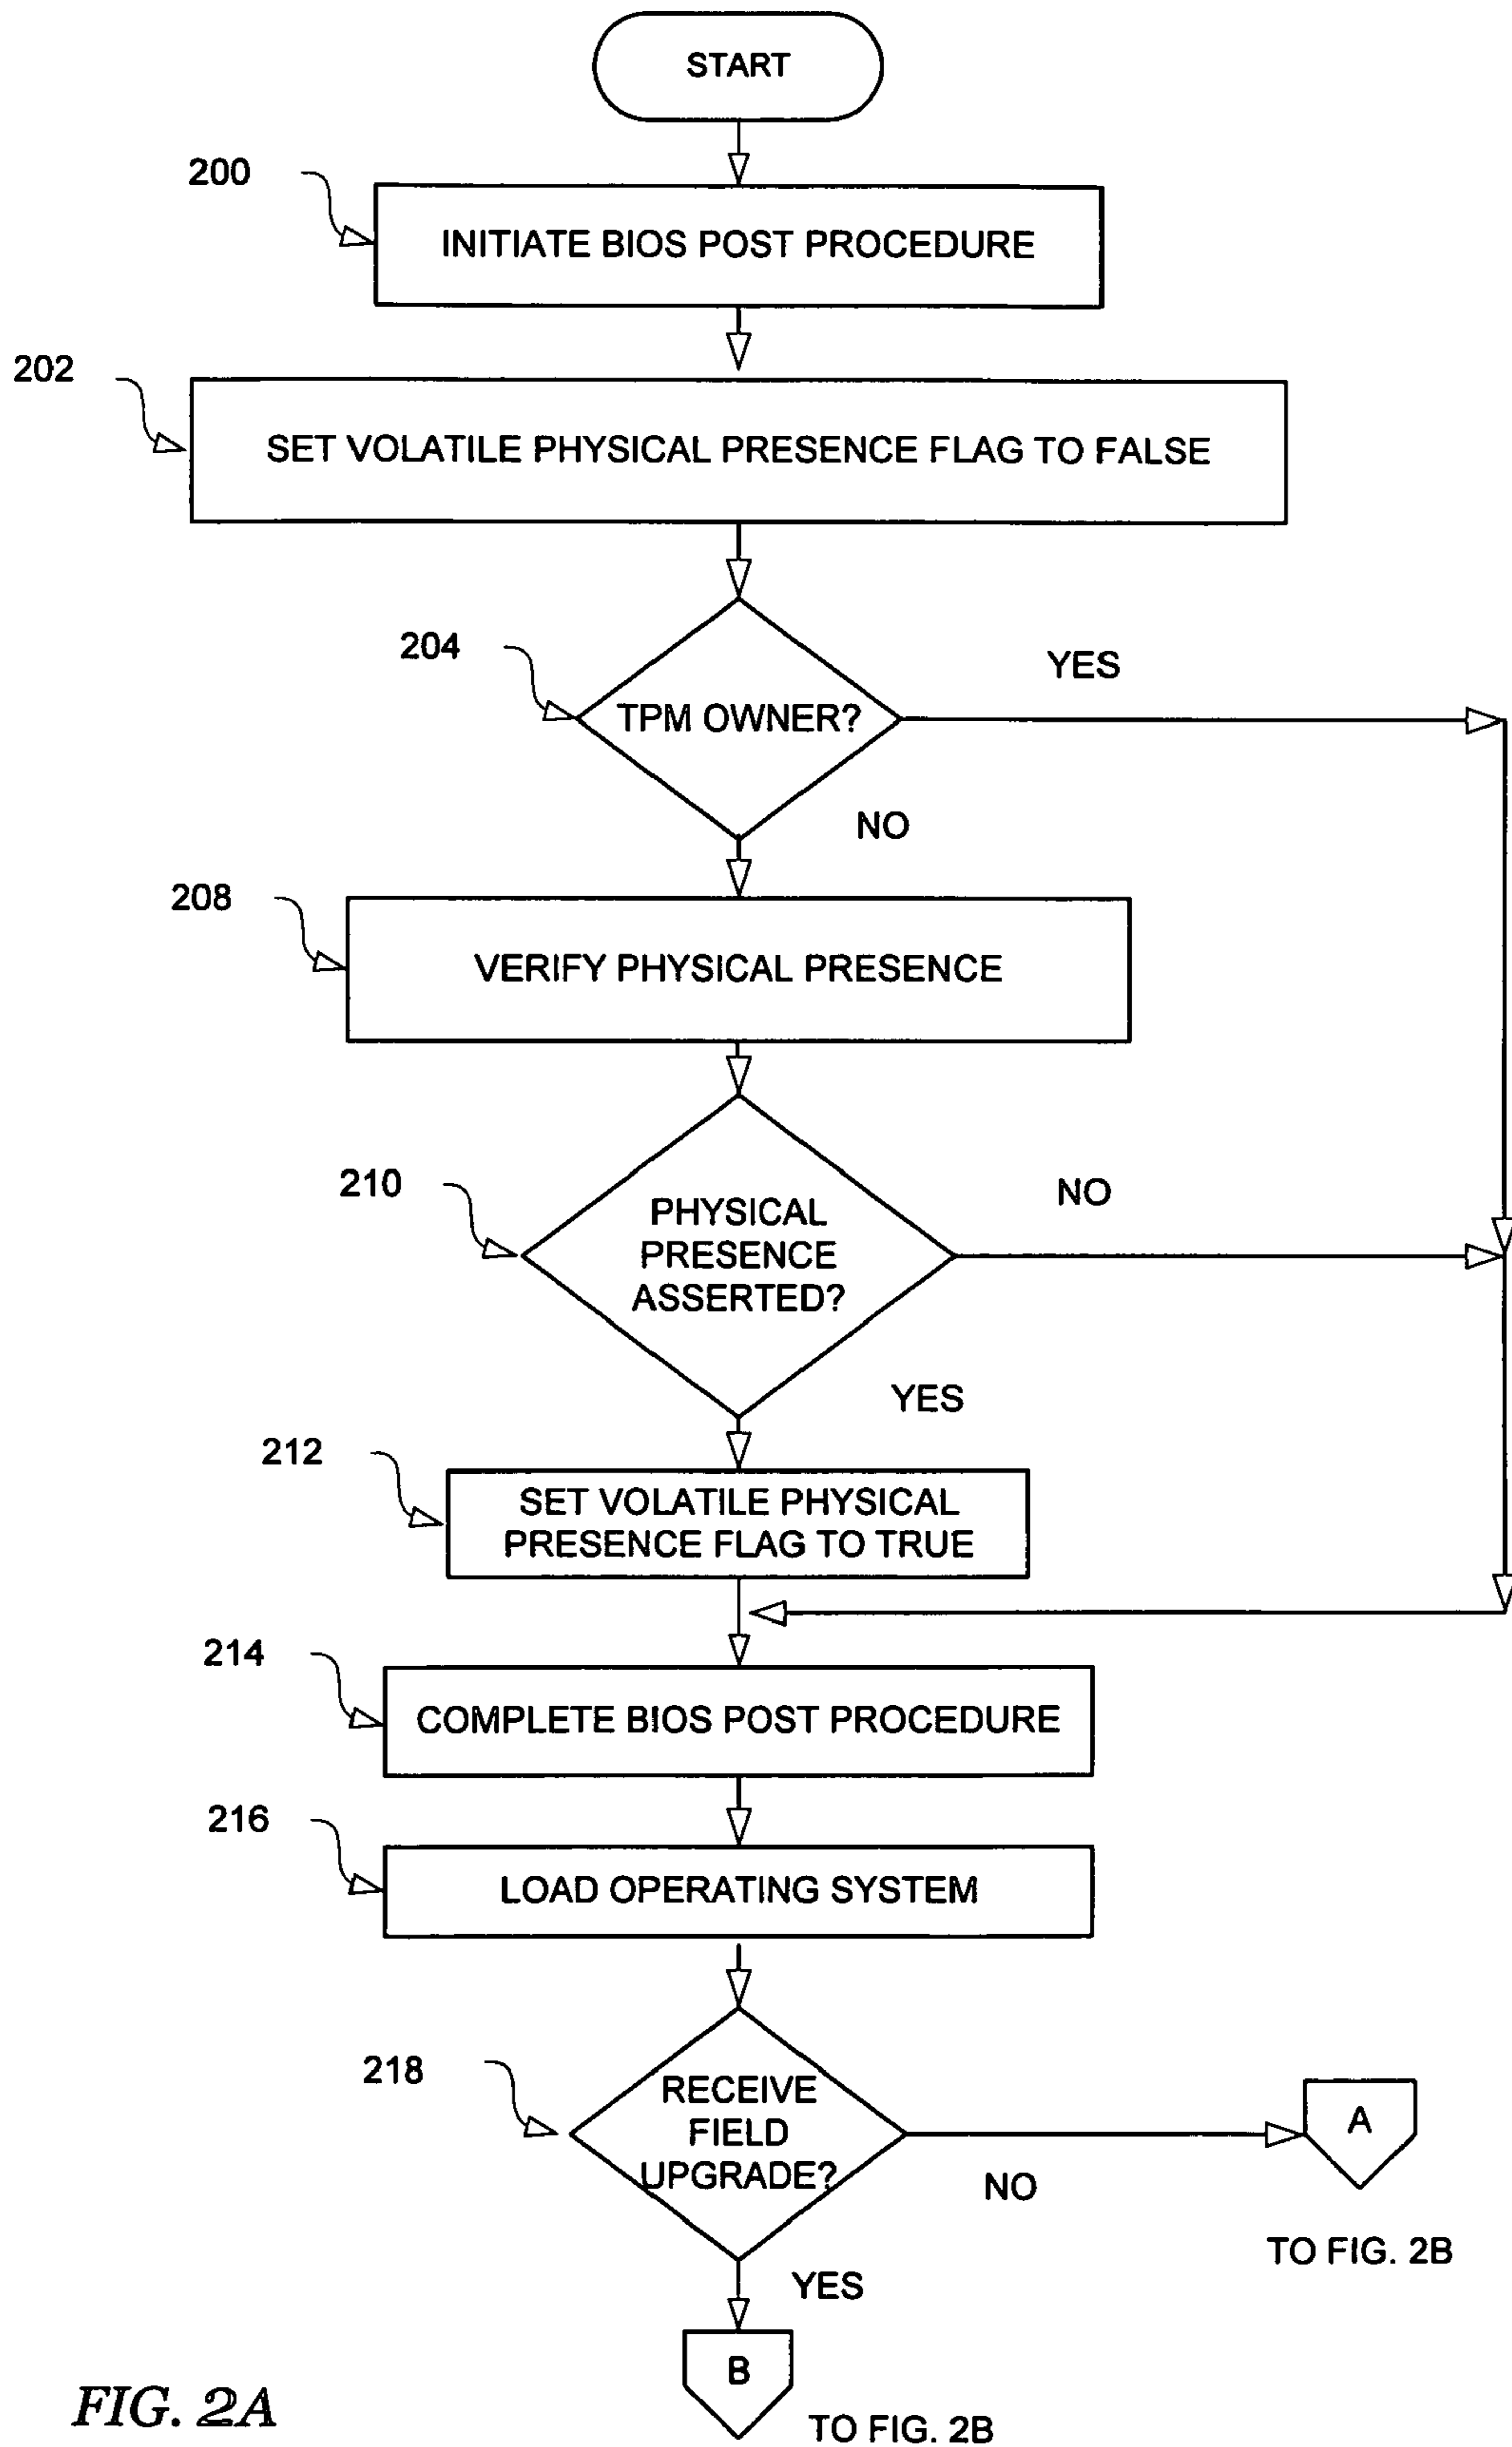 START
200
INITIATE BIOS POST PROCEDURE
202
SET VOLATILE PHYSICAL PRESENCE FLAG TO FALSE
204
TPM OWNER?
YES
NO
208
VERIFY PHYSICAL PRESENCE
210
PHYSICAL
PRESENCE
ASSERTED?
NO
YES
212
SET VOLATILE PHYSICAL
PRESENCE FLAG TO TRUE
214
COMPLETE BIOS POST PROCEDURE
216
LOAD OPERATING SYSTEM
218
RECEIVE
FIELD
UPGRADE?
NO
A
TO FIG. 2B
YES
B
TO FIG. 2B
FIG. 2A